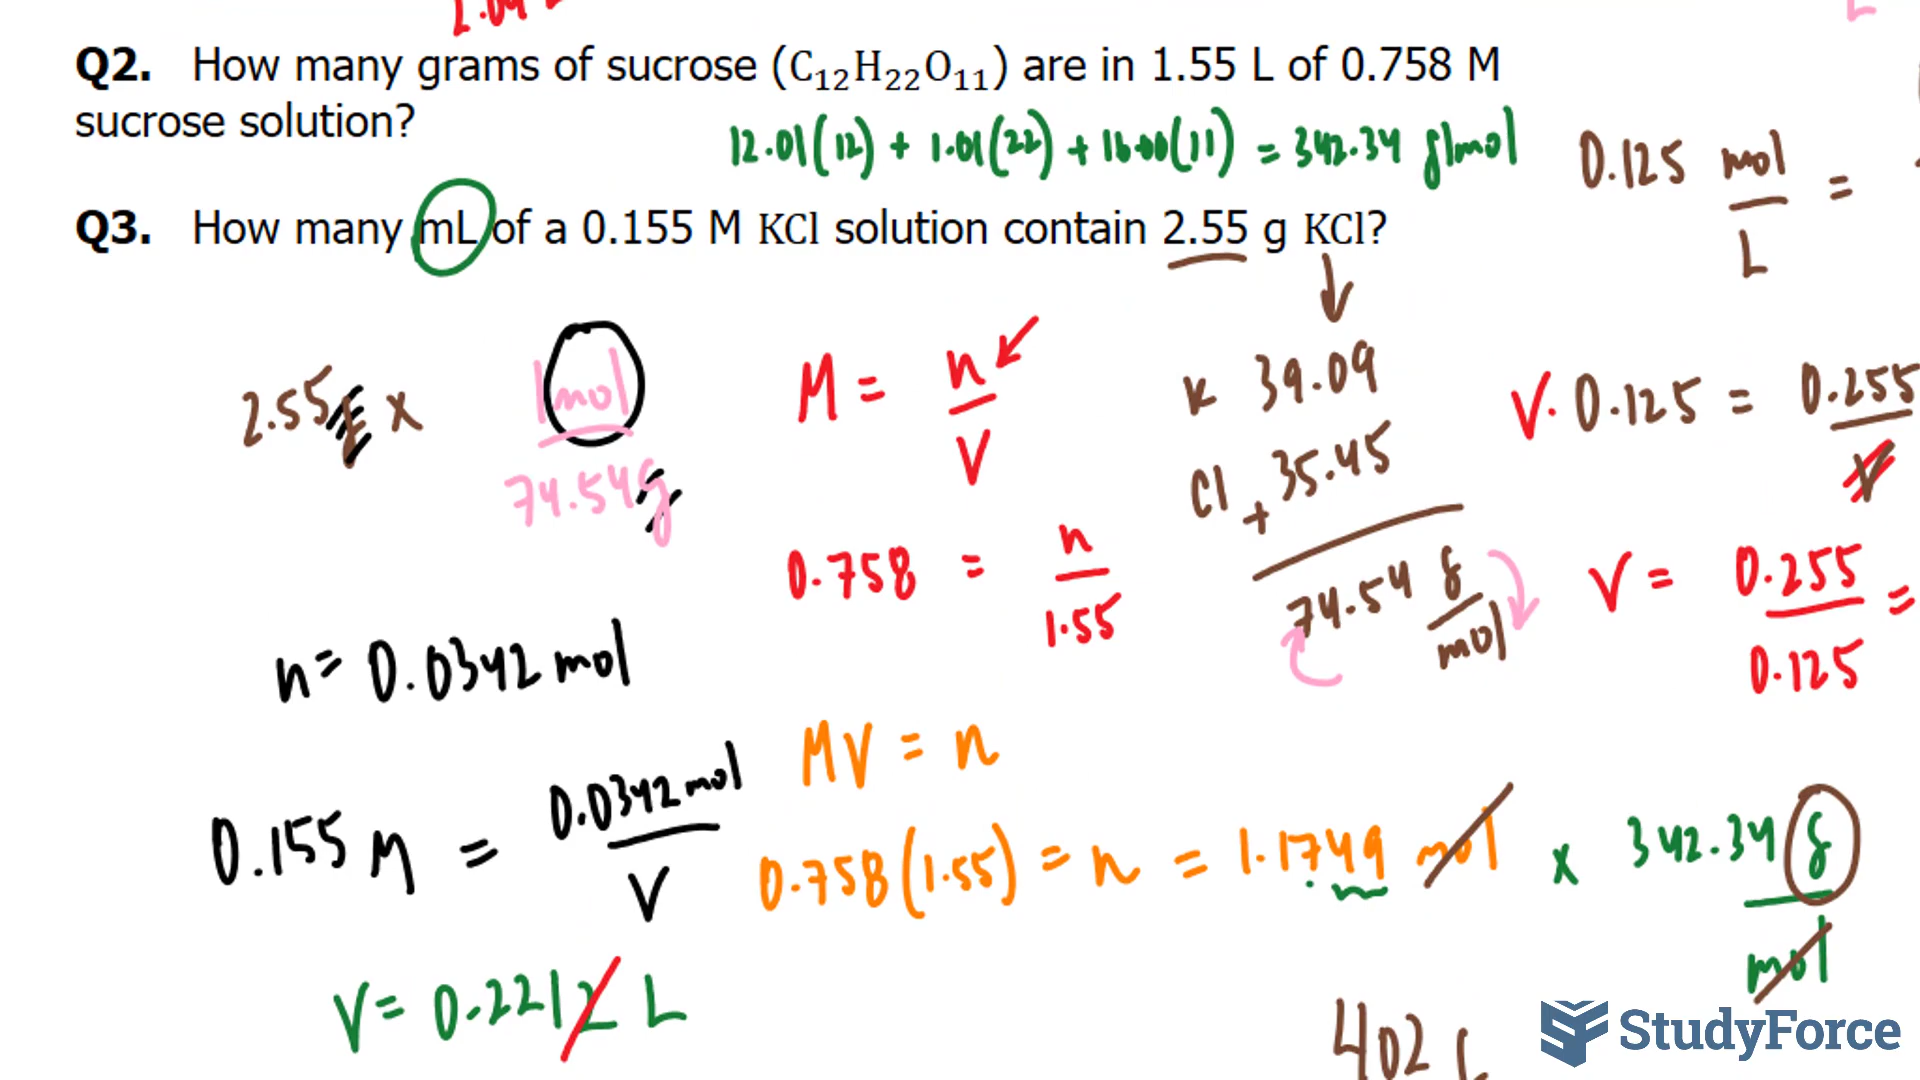 2.04
Q2. How many grams of sucrose (C₁₂H₂₂O₁₁) are in 1.55 L of 0.758 M
sucrose solution?
12.01(12) + 1.01(22) + 16.00(11) = 342.34 g/mol
Q3. How many mL of a 0.155 M KCl solution contain 2.55 g KCl?
2.55 g x 1 mol / 74.54 g
n = 0.0342 mol
0.155 M = 0.0342 mol / V
V = 0.2212 L
M = n / V
0.758 = n / 1.55
MV = n
0.758(1.55) = n = 1.1749 mol x 342.34 g / mol
402
K 39.09
Cl + 35.45
74.54 g / mol
0.125 mol / L =
V · 0.125 = 0.255 / V
V = 0.255 / 0.125 =
StudyForce